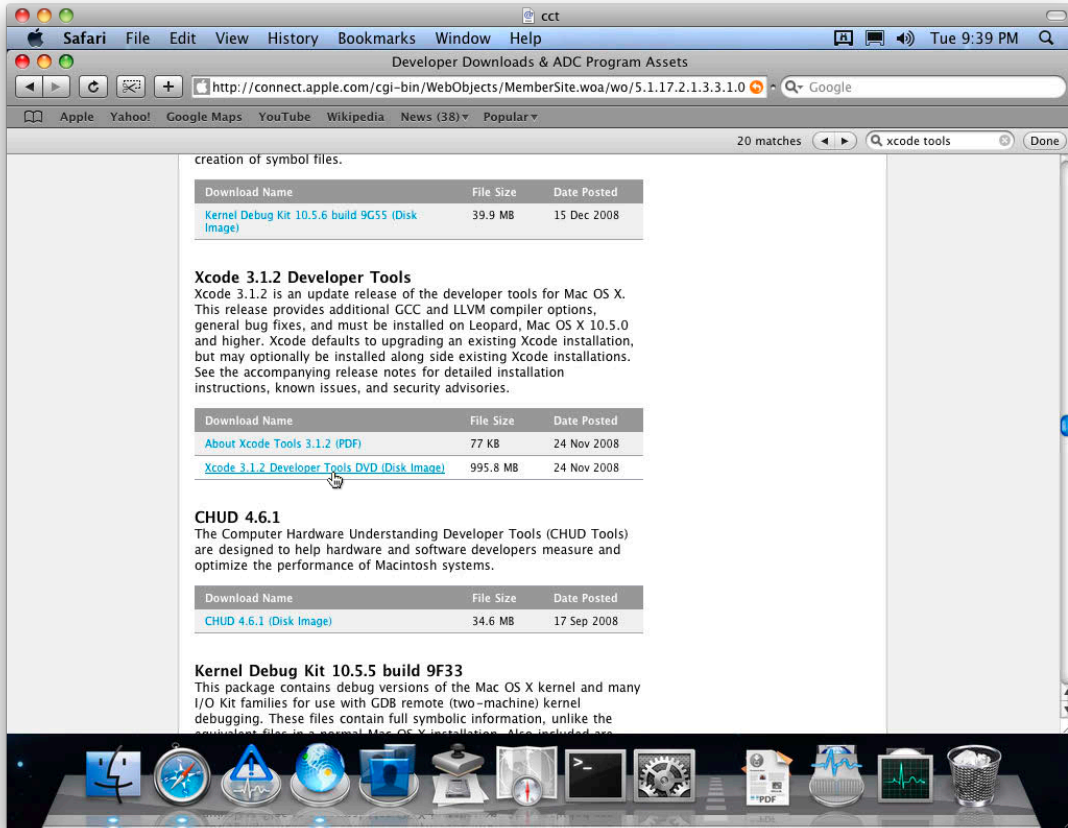 cct
Safari File Edit View History Bookmarks Window Help Tue 9:39 PM
Developer Downloads & ADC Program Assets
http://connect.apple.com/cgi-bin/WebObjects/MemberSite.woa/wo/5.1.17.2.1.3.3.1.0 Google
Apple Yahoo! Google Maps YouTube Wikipedia News (38) Popular
20 matches xcode tools Done
creation of symbol files.
Download Name File Size Date Posted
Kernel Debug Kit 10.5.6 build 9G55 (Disk 39.9 MB 15 Dec 2008
Image)
Xcode 3.1.2 Developer Tools
Xcode 3.1.2 is an update release of the developer tools for Mac OS X.
This release provides additional GCC and LLVM compiler options,
general bug fixes, and must be installed on Leopard, Mac OS X 10.5.0
and higher. Xcode defaults to upgrading an existing Xcode installation,
but may optionally be installed along side existing Xcode installations.
See the accompanying release notes for detailed installation
instructions, known issues, and security advisories.
Download Name File Size Date Posted
About Xcode Tools 3.1.2 (PDF) 77 KB 24 Nov 2008
Xcode 3.1.2 Developer Tools DVD (Disk Image) 995.8 MB 24 Nov 2008
CHUD 4.6.1
The Computer Hardware Understanding Developer Tools (CHUD Tools)
are designed to help hardware and software developers measure and
optimize the performance of Macintosh systems.
Download Name File Size Date Posted
CHUD 4.6.1 (Disk Image) 34.6 MB 17 Sep 2008
Kernel Debug Kit 10.5.5 build 9F33
This package contains debug versions of the Mac OS X kernel and many
I/O Kit families for use with GDB remote (two-machine) kernel
debugging. These files contain full symbolic information, unlike the
equivalent files in a normal Mac OS X installation. Also included are
PDF